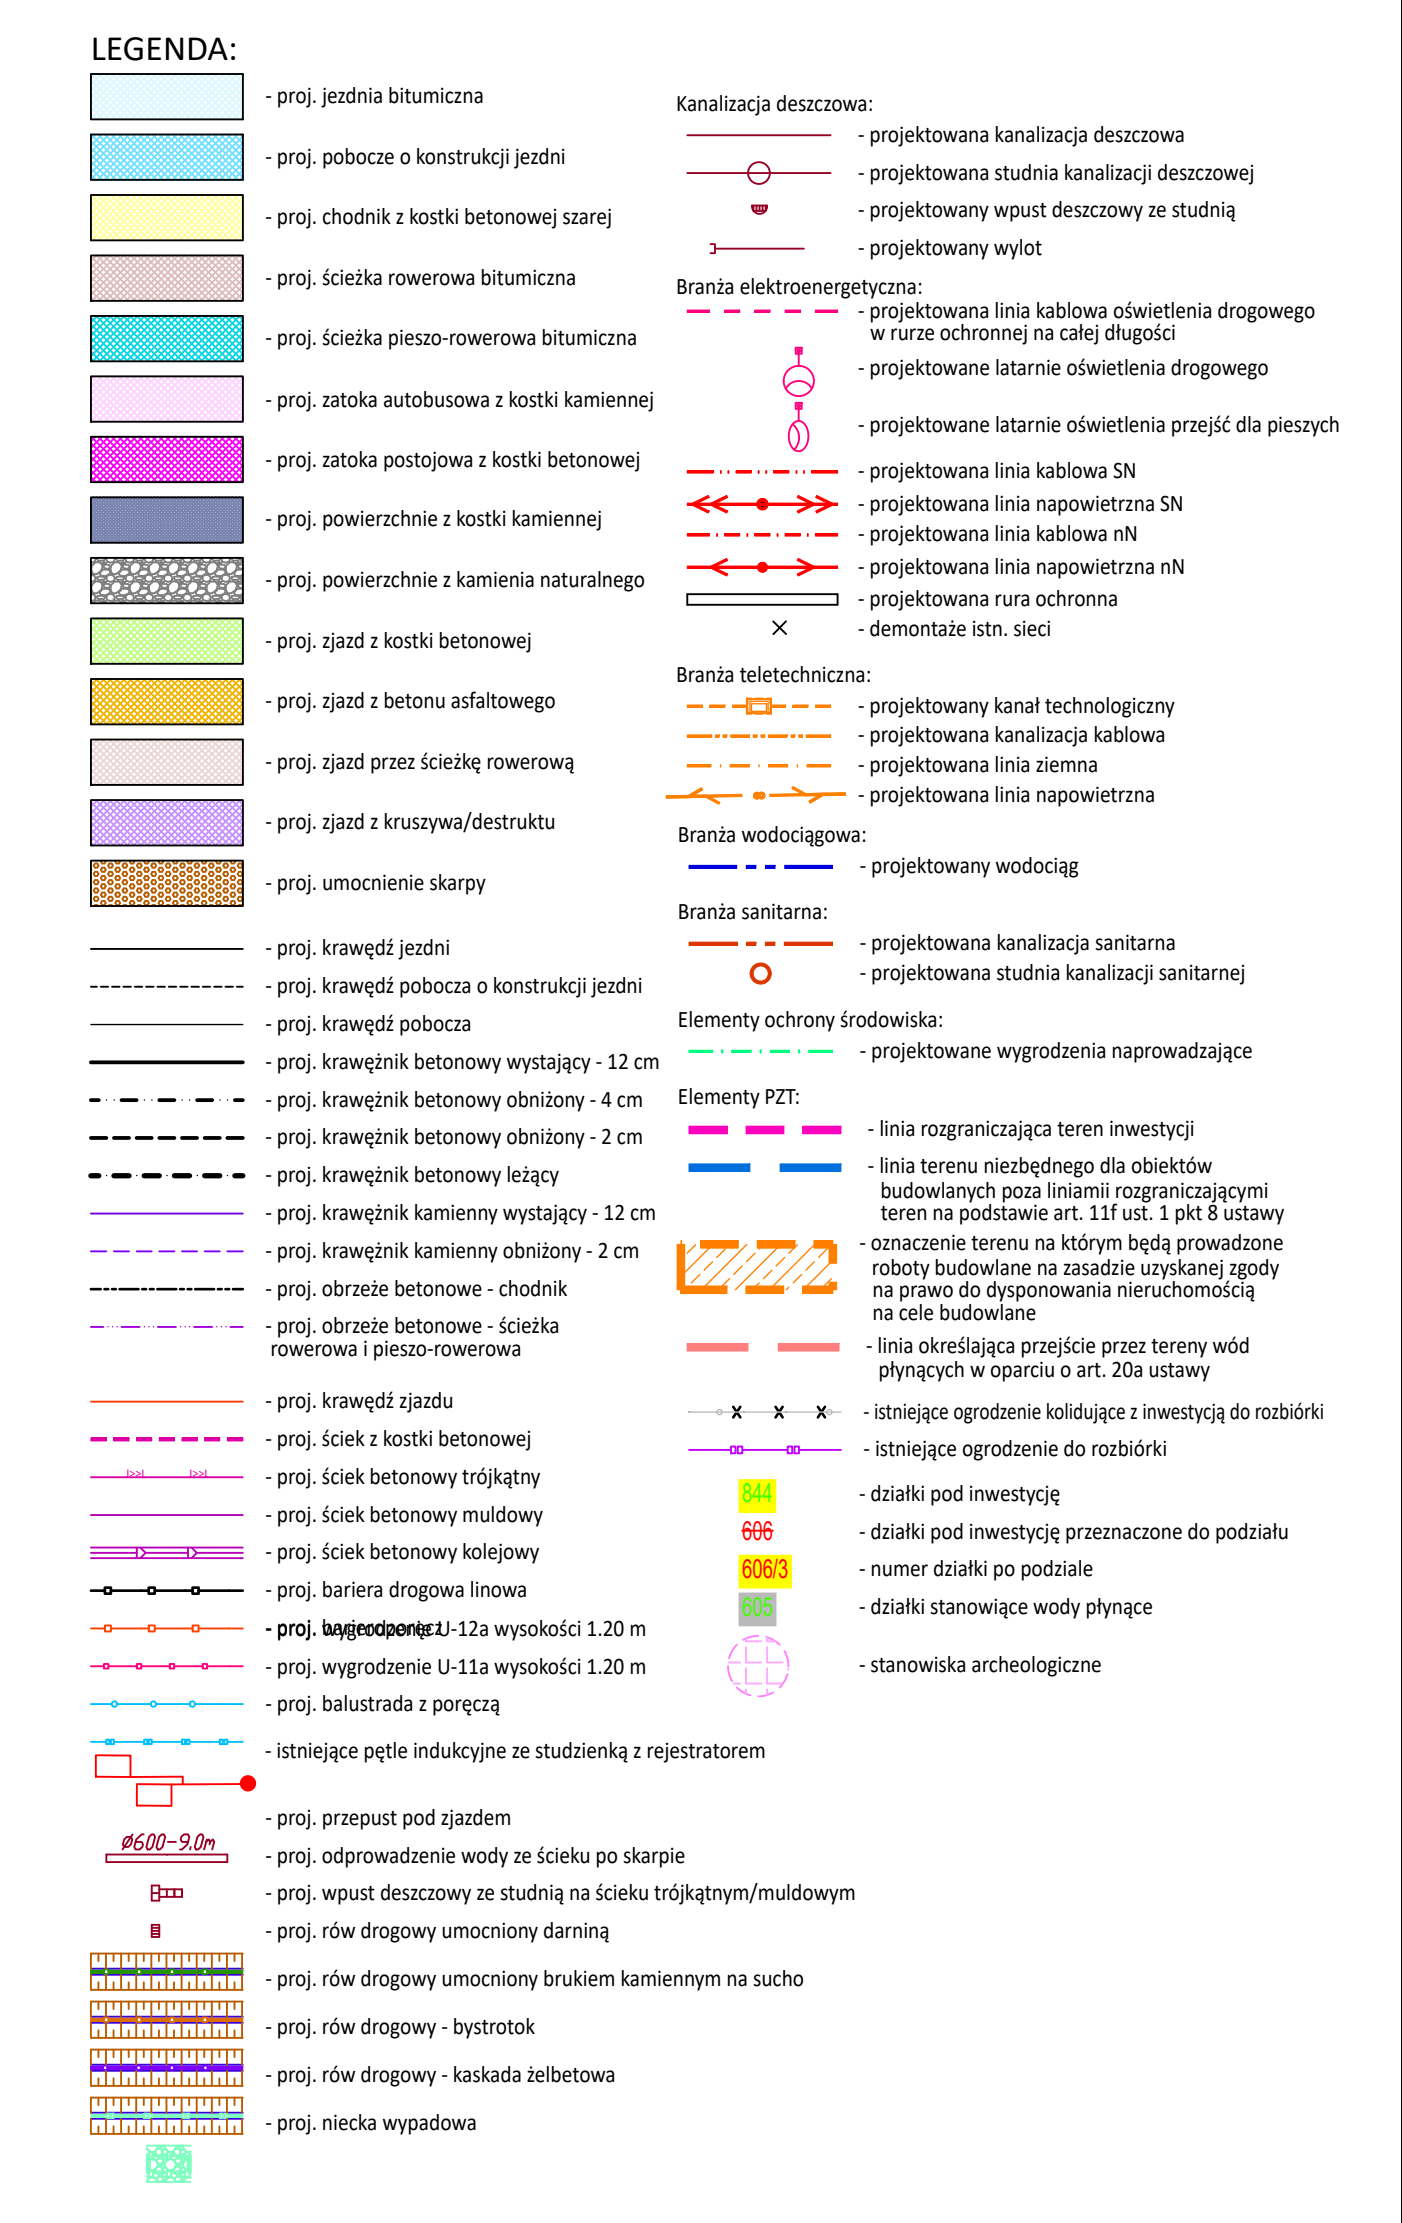 LEGENDA:
- proj. jezdnia bitumiczna
- proj. pobocze o konstrukcji jezdni
- proj. chodnik z kostki betonowej szarej
- proj. ścieżka rowerowa bitumiczna
- proj. ścieżka pieszo-rowerowa bitumiczna
- proj. zatoka autobusowa z kostki kamiennej
- proj. zatoka postojowa z kostki betonowej
- proj. powierzchnie z kostki kamiennej
- proj. powierzchnie z kamienia naturalnego
- proj. zjazd z kostki betonowej
- proj. zjazd z betonu asfaltowego
- proj. zjazd przez ścieżkę rowerową
- proj. zjazd z kruszywa/destruktu
- proj. umocnienie skarpy
- proj. krawędź jezdni
- proj. krawędź pobocza o konstrukcji jezdni
- proj. krawędź pobocza
- proj. krawężnik betonowy wystający - 12 cm
- proj. krawężnik betonowy obniżony - 4 cm
- proj. krawężnik betonowy obniżony - 2 cm
- proj. krawężnik betonowy leżący
- proj. krawężnik kamienny wystający - 12 cm
- proj. krawężnik kamienny obniżony - 2 cm
- proj. obrzeże betonowe - chodnik
- proj. obrzeże betonowe - ścieżka
rowerowa i pieszo-rowerowa
- proj. krawędź zjazdu
- proj. ściek z kostki betonowej
- proj. ściek betonowy trójkątny
- proj. ściek betonowy muldowy
- proj. ściek betonowy kolejowy
- proj. bariera drogowa linowa
- proj. barieroporęcz
- proj. wygrodzenie U-12a wysokości 1.20 m
- proj. wygrodzenie U-11a wysokości 1.20 m
- proj. balustrada z poręczą
- istniejące pętle indukcyjne ze studzienką z rejestratorem
- proj. przepust pod zjazdem
Ø600-9.0m
- proj. odprowadzenie wody ze ścieku po skarpie
- proj. wpust deszczowy ze studnią na ścieku trójkątnym/muldowym
- proj. rów drogowy umocniony darniną
- proj. rów drogowy umocniony brukiem kamiennym na sucho
- proj. rów drogowy - bystrotok
- proj. rów drogowy - kaskada żelbetowa
- proj. niecka wypadowa
Kanalizacja deszczowa:
- projektowana kanalizacja deszczowa
- projektowana studnia kanalizacji deszczowej
- projektowany wpust deszczowy ze studnią
- projektowany wylot
Branża elektroenergetyczna:
- projektowana linia kablowa oświetlenia drogowego
w rurze ochronnej na całej długości
- projektowane latarnie oświetlenia drogowego
- projektowane latarnie oświetlenia przejść dla pieszych
- projektowana linia kablowa SN
- projektowana linia napowietrzna SN
- projektowana linia kablowa nN
- projektowana linia napowietrzna nN
- projektowana rura ochronna
- demontaże istn. sieci
Branża teletechniczna:
- projektowany kanał technologiczny
- projektowana kanalizacja kablowa
- projektowana linia ziemna
- projektowana linia napowietrzna
Branża wodociągowa:
- projektowany wodociąg
Branża sanitarna:
- projektowana kanalizacja sanitarna
- projektowana studnia kanalizacji sanitarnej
Elementy ochrony środowiska:
- projektowane wygrodzenia naprowadzające
Elementy PZT:
- linia rozgraniczająca teren inwestycji
- linia terenu niezbędnego dla obiektów
budowlanych poza liniamii rozgraniczającymi
teren na podstawie art. 11f ust. 1 pkt 8 ustawy
- oznaczenie terenu na którym będą prowadzone
roboty budowlane na zasadzie uzyskanej zgody
na prawo do dysponowania nieruchomością
na cele budowlane
- linia określająca przejście przez tereny wód
płynących w oparciu o art. 20a ustawy
- istniejące ogrodzenie kolidujące z inwestycją do rozbiórki
- istniejące ogrodzenie do rozbiórki
844 - działki pod inwestycję
606 - działki pod inwestycję przeznaczone do podziału
606/3 - numer działki po podziale
605 - działki stanowiące wody płynące
- stanowiska archeologiczne